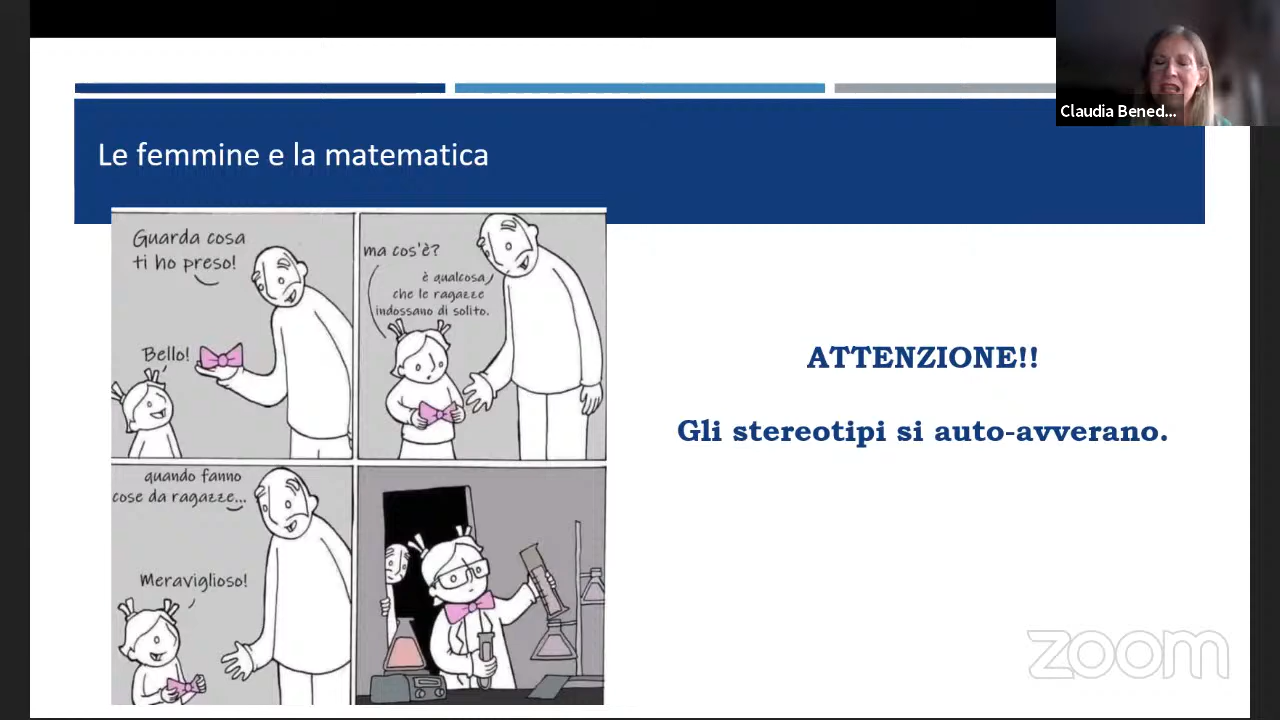 Claudia Bened...
Le femmine e la matematica
Guarda cosa
ti ho preso!
Bello!
ma cos'è?
è qualcosa
che le ragazze
indossano di solito.
quando fanno
cose da ragazze...
Meraviglioso!
ATTENZIONE!!
Gli stereotipi si auto-avverano.
zoom